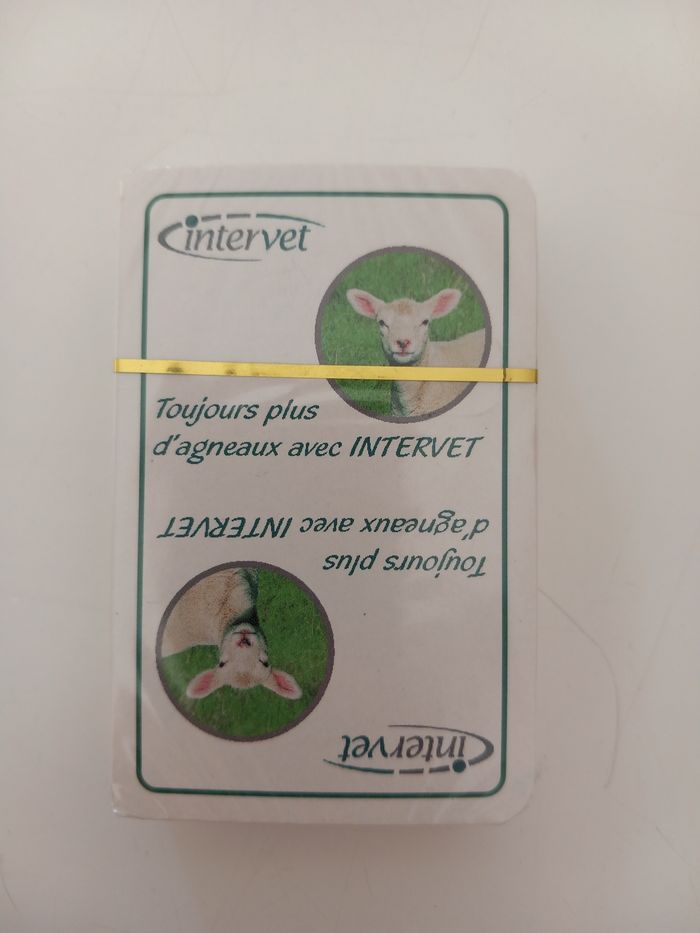 intervet
Toujours plus
d'agneaux avec INTERVET
Toujours plus
d'agneaux avec INTERVET
intervet